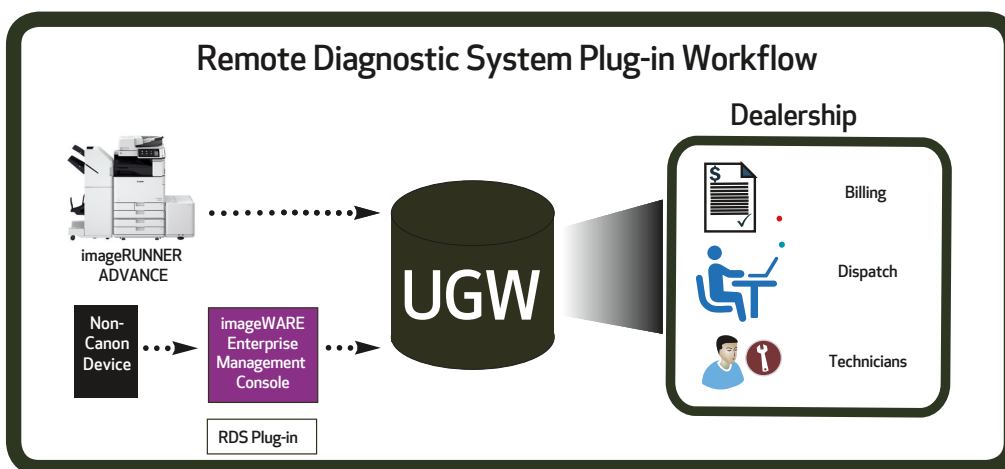 Remote Diagnostic System Plug-in Workflow
Dealership
$
Billing
imageRUNNER
ADVANCE
UGW
Dispatch
Non-
Canon
Device
imageWARE
Enterprise
Management
Console
Technicians
RDS Plug-in